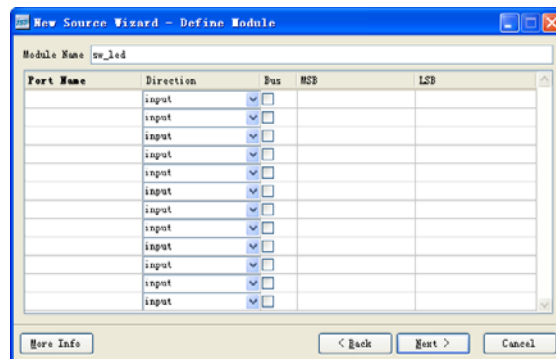 New Source Wizard - Define Module
Module Name sw_led
Port Name Direction Bus MSB LSB
input
input
input
input
input
input
input
input
input
input
input
input
More Info < Back Next > Cancel